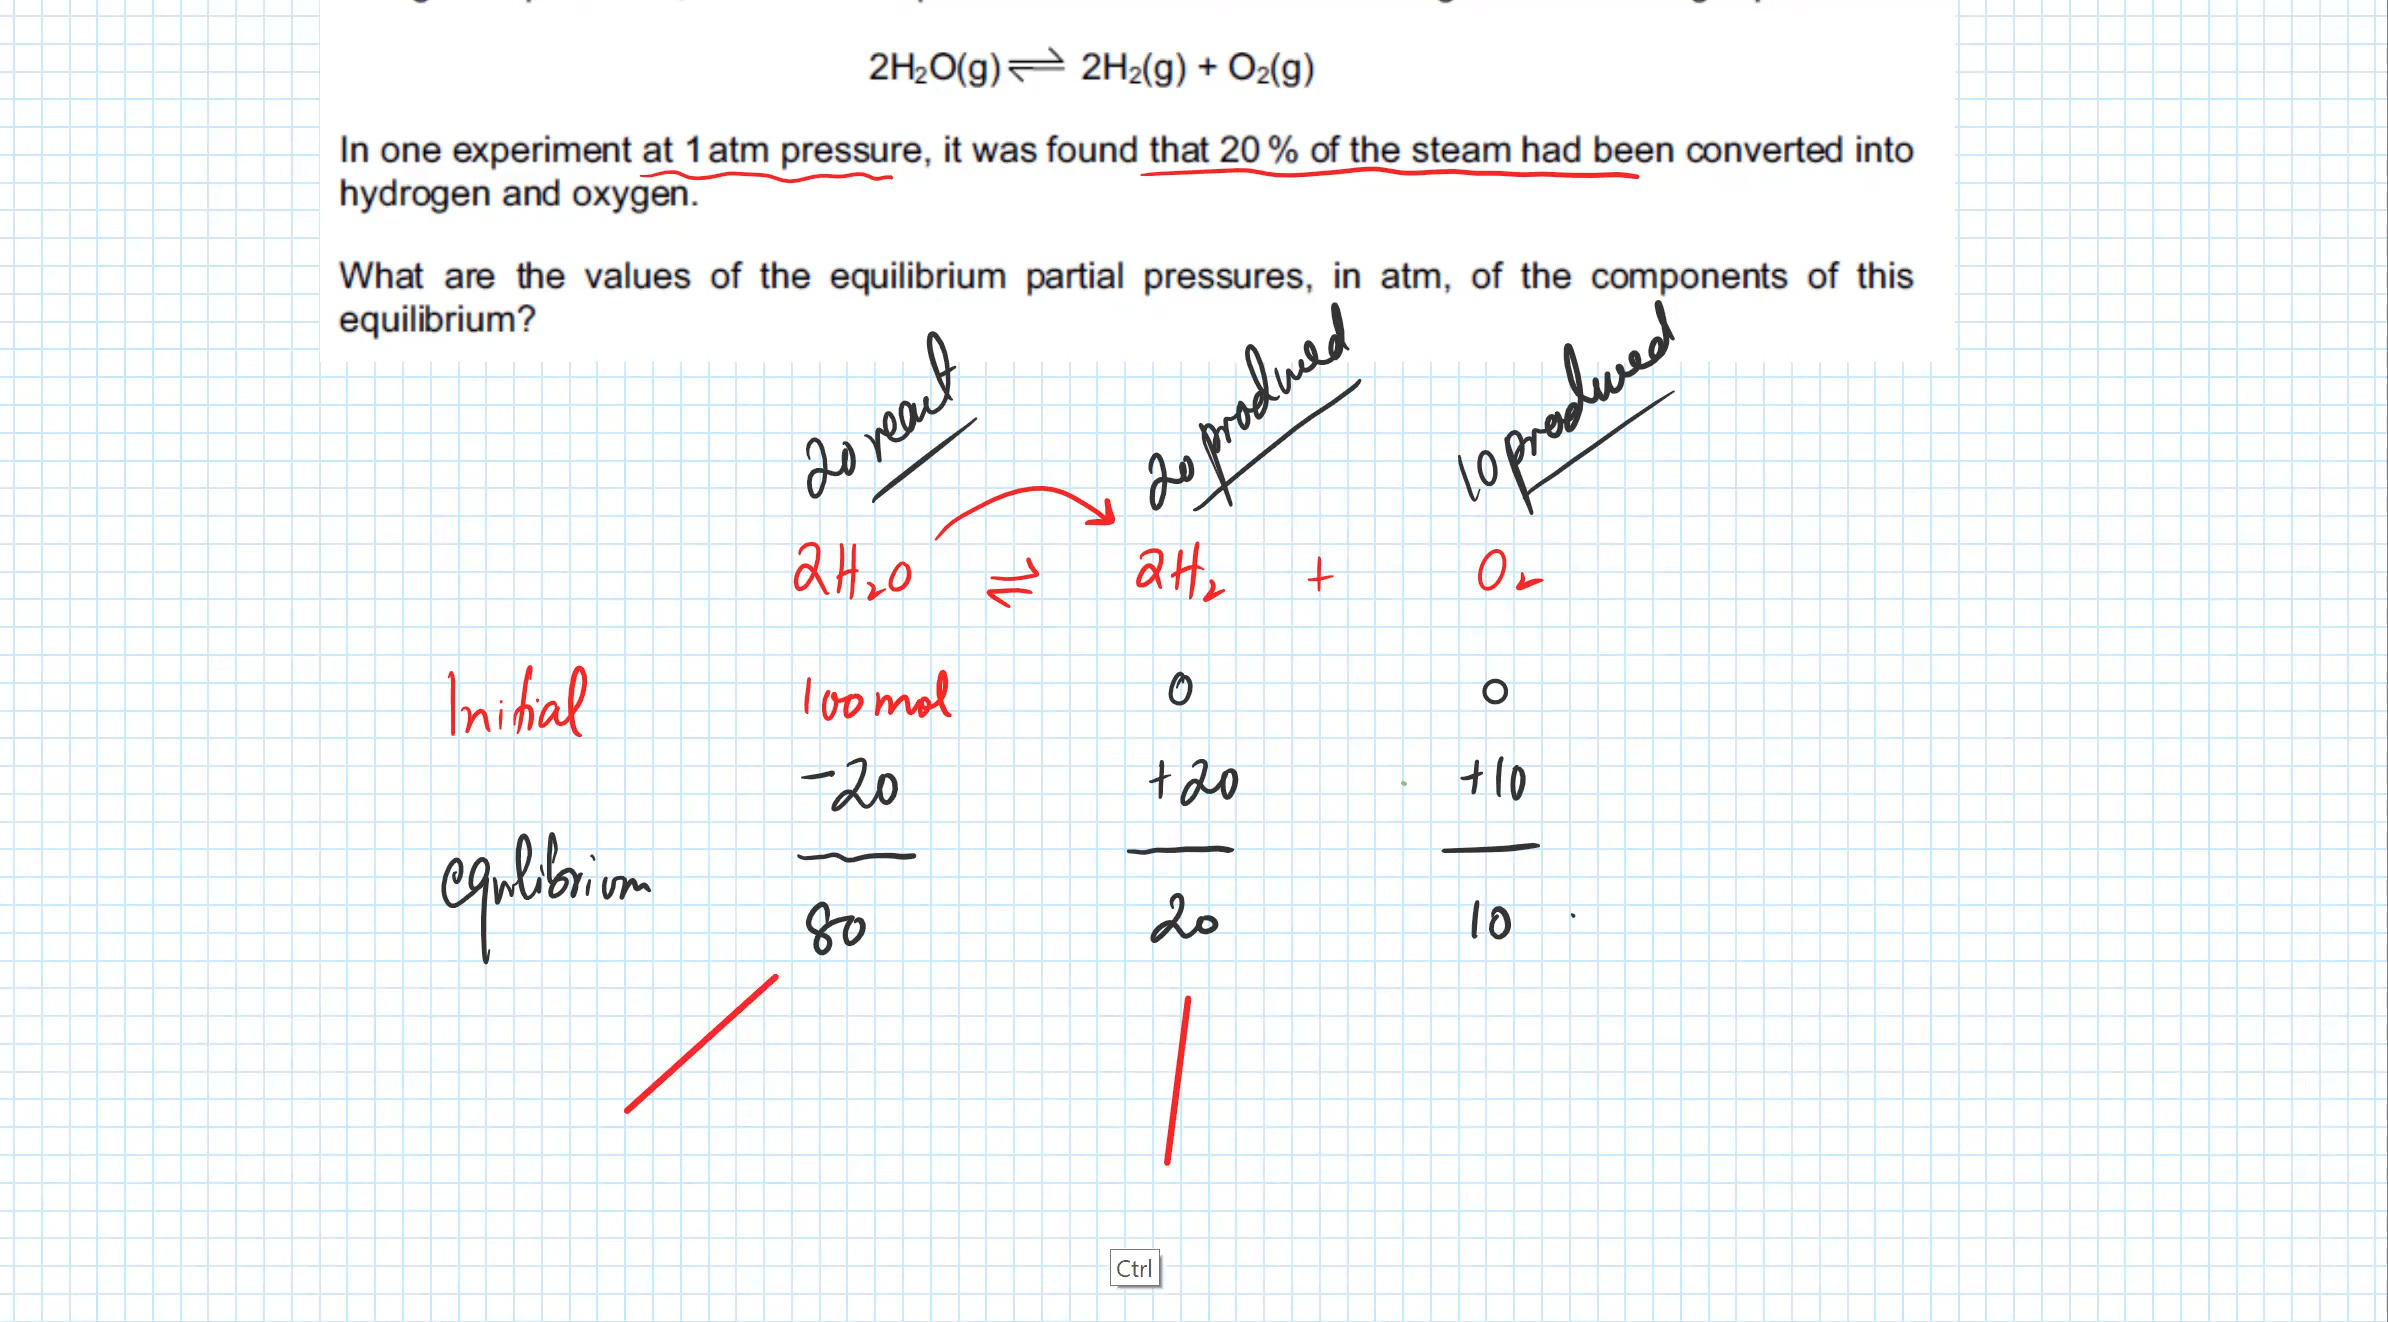 2H₂O(g) ⇌ 2H₂(g) + O₂(g)
In one experiment at 1 atm pressure, it was found that 20 % of the steam had been converted into
hydrogen and oxygen.
What are the values of the equilibrium partial pressures, in atm, of the components of this
equilibrium?
20 react 20 produced 10 produced
2H₂O ⇌ 2H₂ + O₂
Initial 100 mol 0 0
-20 +20 +10
equlibrium 80 20 10
Ctrl